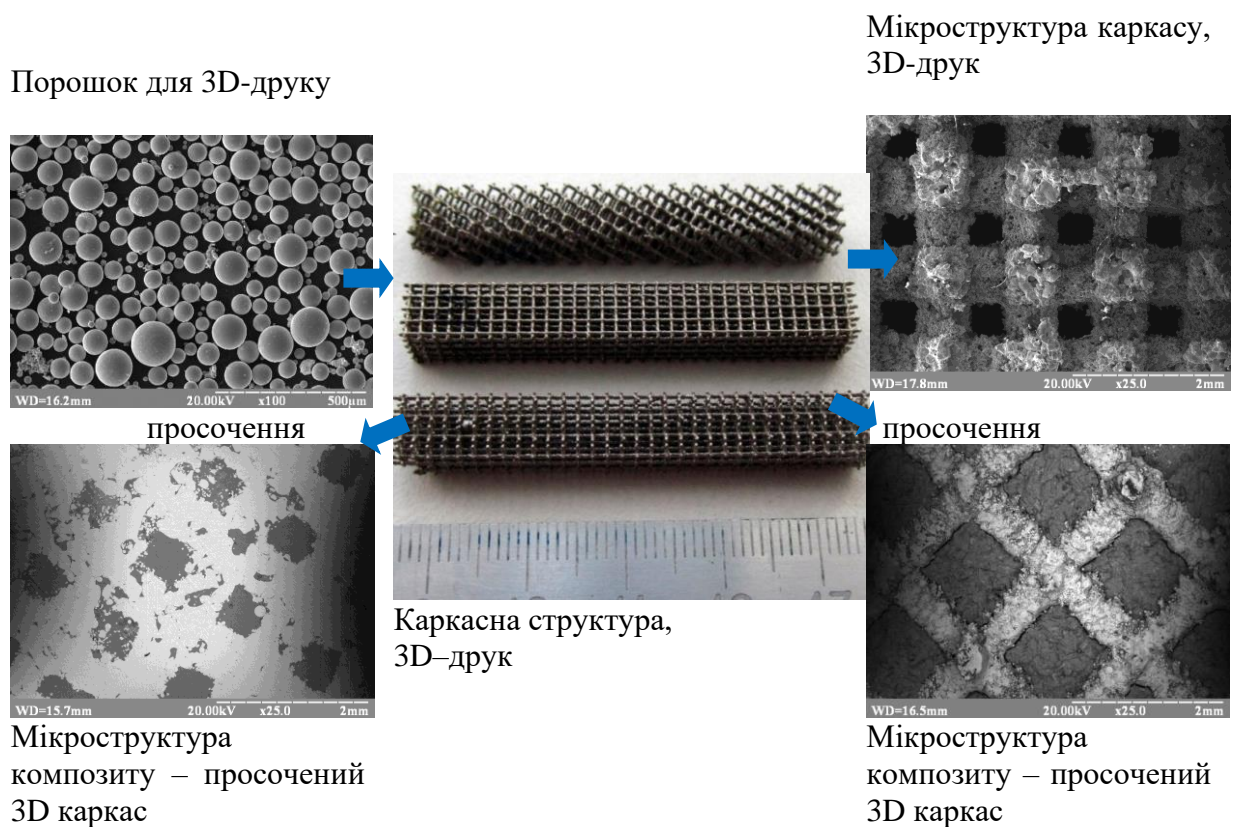 Мікроструктура каркасу,
3D-друк
Порошок для 3D-друку
WD=16.2mm 20.00kV x100 500µm
WD=17.8mm 20.00kV x25.0 2mm
просочення
просочення
WD=15.7mm 20.00kV x25.0 2mm
Каркасна структура,
3D–друк
WD=16.5mm 20.00kV x25.0 2mm
Мікроструктура
композиту – просочений
3D каркас
Мікроструктура
композиту – просочений
3D каркас